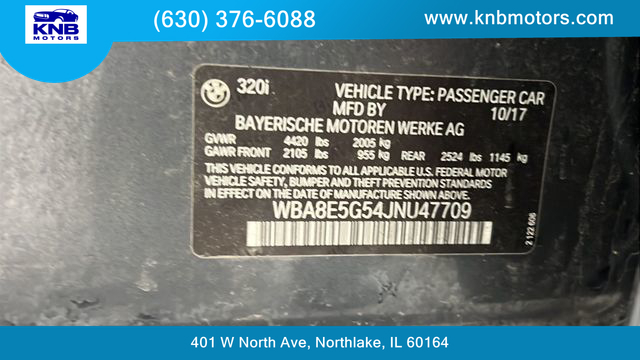 KNB
MOTORS
(630) 376-6088
www.knbmotors.com
320i
VEHICLE TYPE: PASSENGER CAR
MFD BY 10/17
BAYERISCHE MOTOREN WERKE AG
GVWR 4420 lbs 2005 kg
GAWR FRONT 2105 lbs 955 kg REAR 2524 lbs 1145 kg
THIS VEHICLE CONFORMS TO ALL APPLICABLE U.S. FEDERAL MOTOR
VEHICLE SAFETY, BUMPER AND THEFT PREVENTION STANDARDS
IN EFFECT ON THE DATE OF MANUFACTURE SHOWN ABOVE.
WBA8E5G54JNU47709
2 122 606
401 W North Ave, Northlake, IL 60164